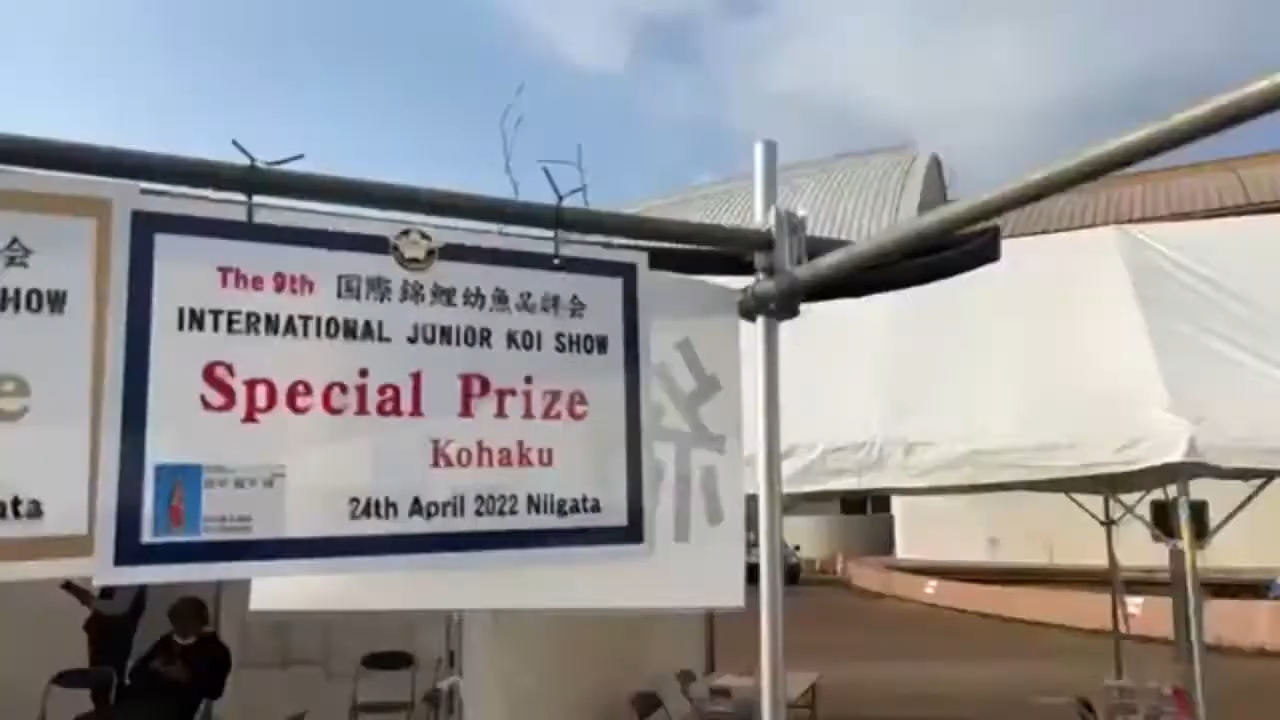 会
HOW
e
ata
The 9th 国際錦鯉幼魚品評会
INTERNATIONAL JUNIOR KOI SHOW
Special Prize
Kohaku
24th April 2022 Niigata